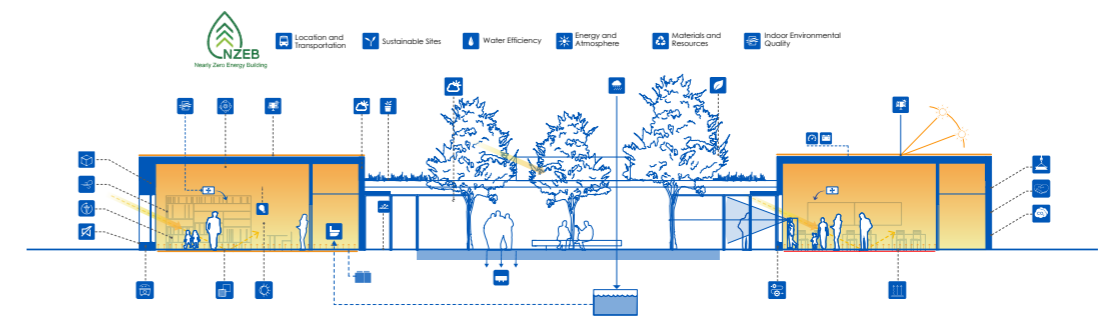 NZEB
Nearly Zero Energy Building
Location and
Transportation
Sustainable Sites
Water Efficiency
Energy and
Atmosphere
Materials and
Resources
Indoor Environmental
Quality